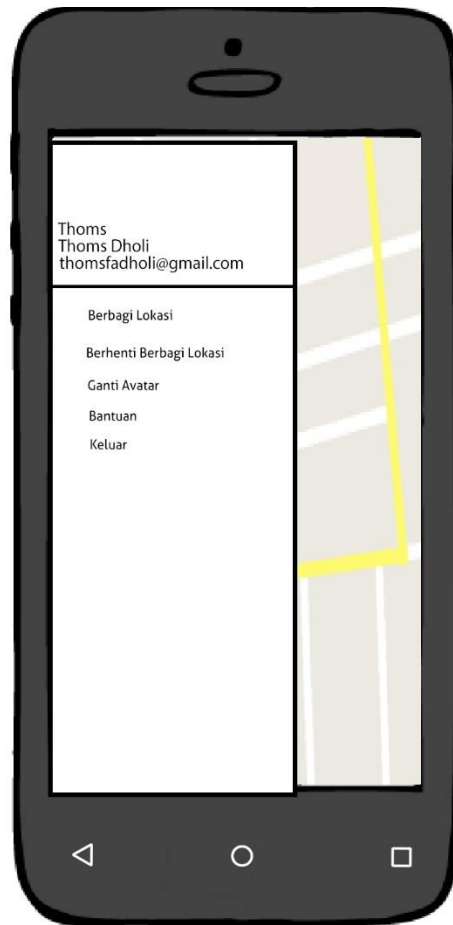 Thoms
Thoms Dholi
thomsfadholi@gmail.com
Berbagi Lokasi
Berhenti Berbagi Lokasi
Ganti Avatar
Bantuan
Keluar